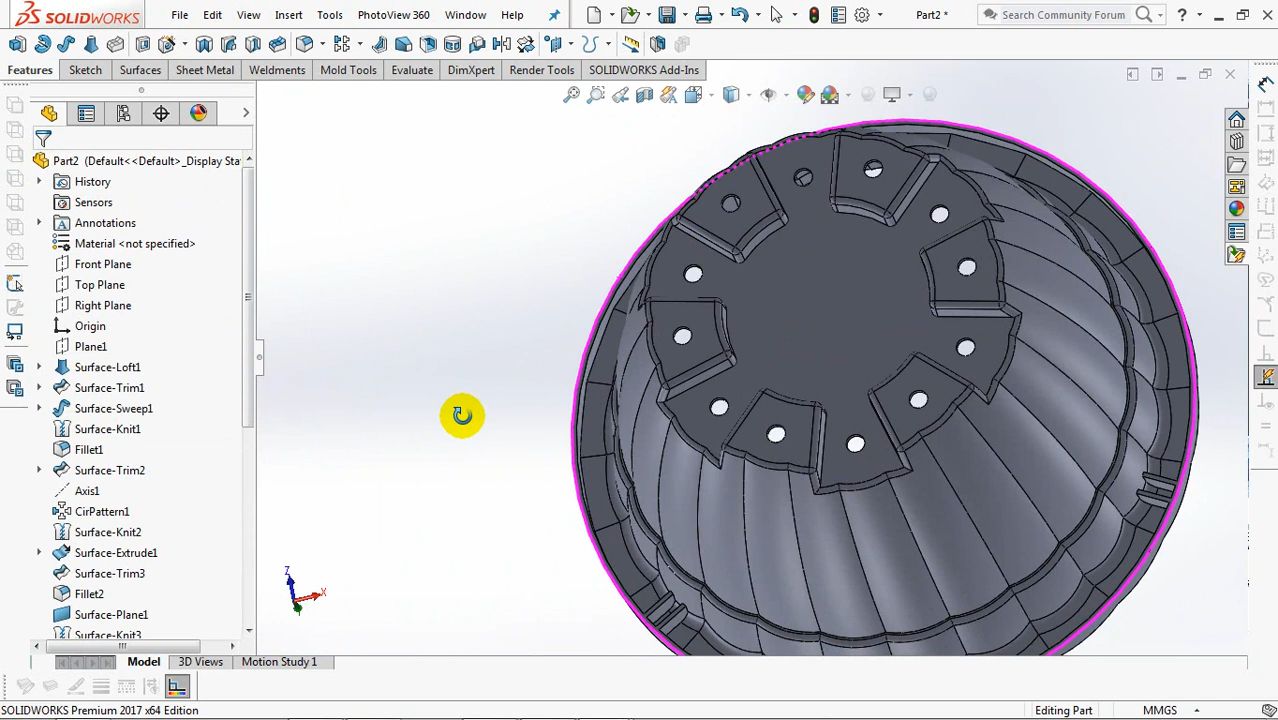 SOLIDWORKS File Edit View Insert Tools PhotoView 360 Window Help Part2 * Search Community Forum ?
Features Sketch Surfaces Sheet Metal Weldments Mold Tools Evaluate DimXpert Render Tools SOLIDWORKS Add-Ins
Part2 (Default<<Default>_Display Sta
History
Sensors
Annotations
Material <not specified>
Front Plane
Top Plane
Right Plane
Origin
Plane1
Surface-Loft1
Surface-Trim1
Surface-Sweep1
Surface-Knit1
Fillet1
Surface-Trim2
Axis1
CirPattern1
Surface-Knit2
Surface-Extrude1
Surface-Trim3
Fillet2
Surface-Plane1
Surface-Knit3
Z
X
Model 3D Views Motion Study 1
SOLIDWORKS Premium 2017 x64 Edition Editing Part MMGS